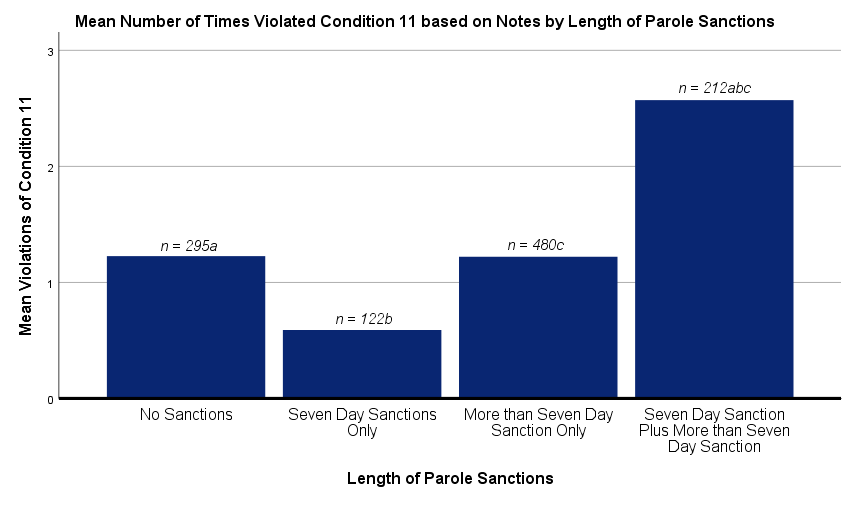 Mean Number of Times Violated Condition 11 based on Notes by Length of Parole Sanctions
Mean Violations of Condition 11
3
2
1
0
n = 295a
n = 122b
n = 480c
n = 212abc
No Sanctions
Seven Day Sanctions
Only
More than Seven Day
Sanction Only
Seven Day Sanction
Plus More than Seven
Day Sanction
Length of Parole Sanctions